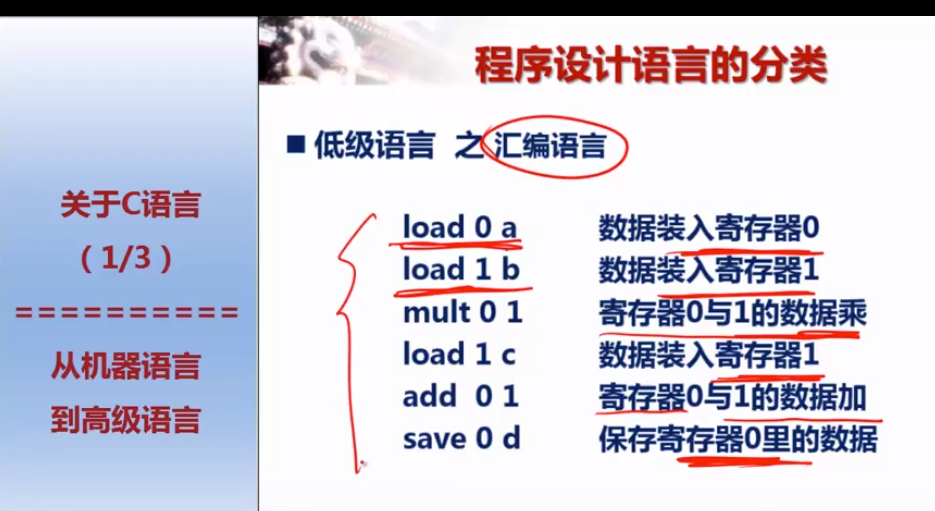 程序设计语言的分类
■ 低级语言 之 汇编语言
关于C语言
（1/3）
==========
从机器语言
到高级语言
load 0 a 数据装入寄存器0
load 1 b 数据装入寄存器1
mult 0 1 寄存器0与1的数据乘
load 1 c 数据装入寄存器1
add 0 1 寄存器0与1的数据加
save 0 d 保存寄存器0里的数据